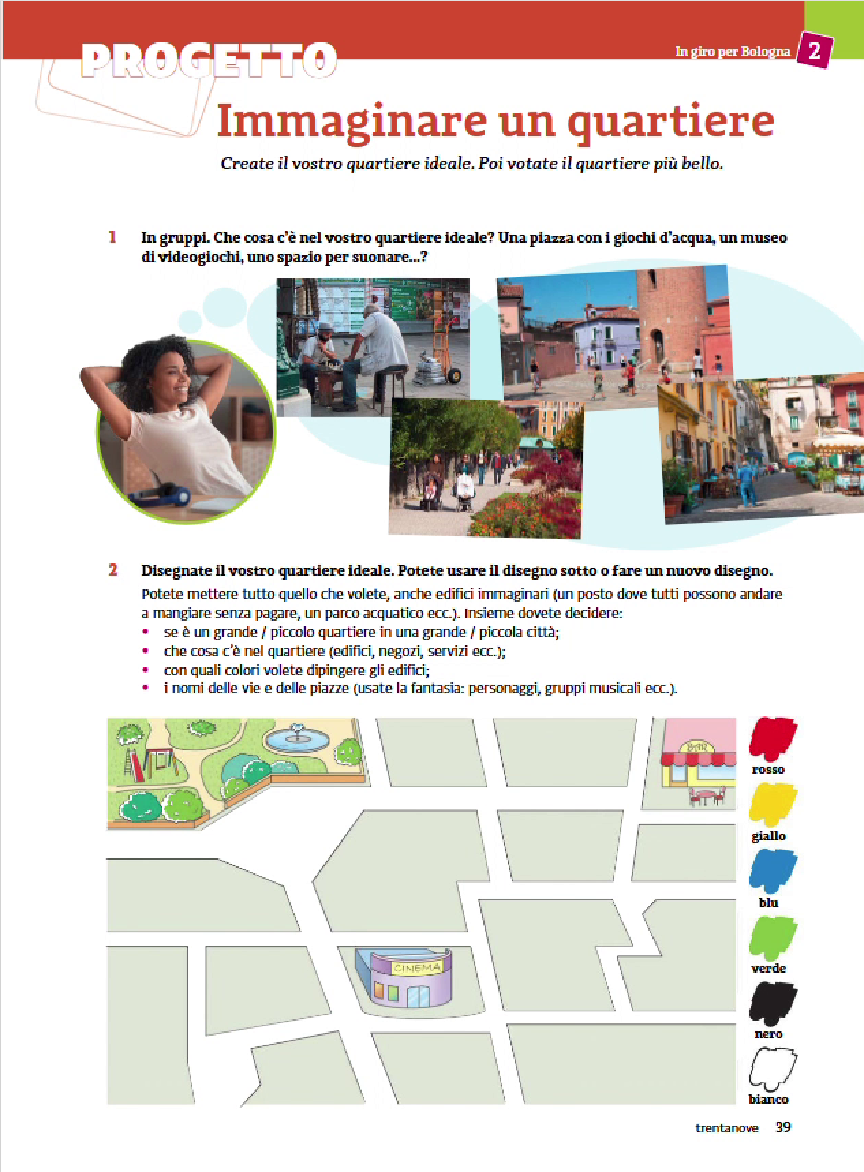 In giro per Bologna 2
PROGETTO
Immaginare un quartiere
Create il vostro quartiere ideale. Poi votate il quartiere più bello.
1 In gruppi. Che cosa c'è nel vostro quartiere ideale? Una piazza con i giochi d'acqua, un museo
di videogiochi, uno spazio per suonare...?
2 Disegnate il vostro quartiere ideale. Potete usare il disegno sotto o fare un nuovo disegno.
Potete mettere tutto quello che volete, anche edifici immaginari (un posto dove tutti possono andare
a mangiare senza pagare, un parco acquatico ecc.). Insieme dovete decidere:
• se è un grande / piccolo quartiere in una grande / piccola città;
• che cosa c'è nel quartiere (edifici, negozi, servizi ecc.);
• con quali colori volete dipingere gli edifici;
• i nomi delle vie e delle piazze (usate la fantasia: personaggi, gruppi musicali ecc.).
BAR
rosso
giallo
blu
verde
CINEMA
nero
bianco
trentanove 39